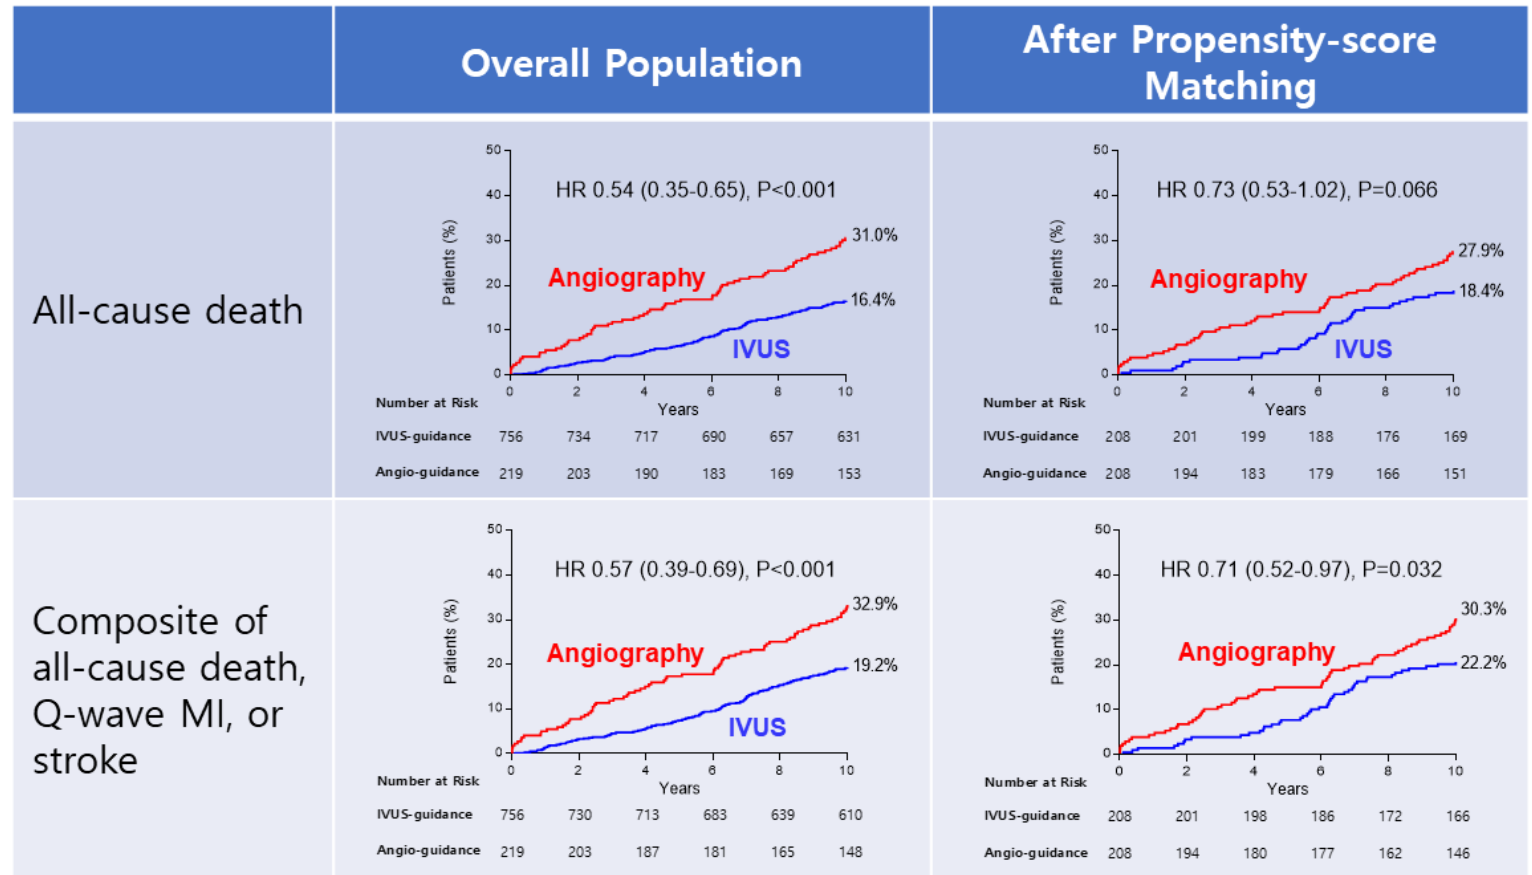 Overall Population
After Propensity-score
Matching
All-cause death
50
40
30
20
10
0
Patients (%)
HR 0.54 (0.35-0.65), P<0.001
31.0%
Angiography
16.4%
IVUS
0 2 4 6 8 10
Years
Number at Risk
IVUS-guidance 756 734 717 690 657 631
Angio-guidance 219 203 190 183 169 153
50
40
30
20
10
0
Patients (%)
HR 0.73 (0.53-1.02), P=0.066
27.9%
Angiography
18.4%
IVUS
0 2 4 6 8 10
Years
Number at Risk
IVUS-guidance 208 201 199 188 176 169
Angio-guidance 208 194 183 179 166 151
Composite of
all-cause death,
Q-wave MI, or
stroke
50
40
30
20
10
0
Patients (%)
HR 0.57 (0.39-0.69), P<0.001
32.9%
Angiography
19.2%
IVUS
0 2 4 6 8 10
Years
Number at Risk
IVUS-guidance 756 730 713 683 639 610
Angio-guidance 219 203 187 181 165 148
50
40
30
20
10
0
Patients (%)
HR 0.71 (0.52-0.97), P=0.032
30.3%
Angiography
22.2%
IVUS
0 2 4 6 8 10
Years
Number at Risk
IVUS-guidance 208 201 198 186 172 166
Angio-guidance 208 194 180 177 162 146